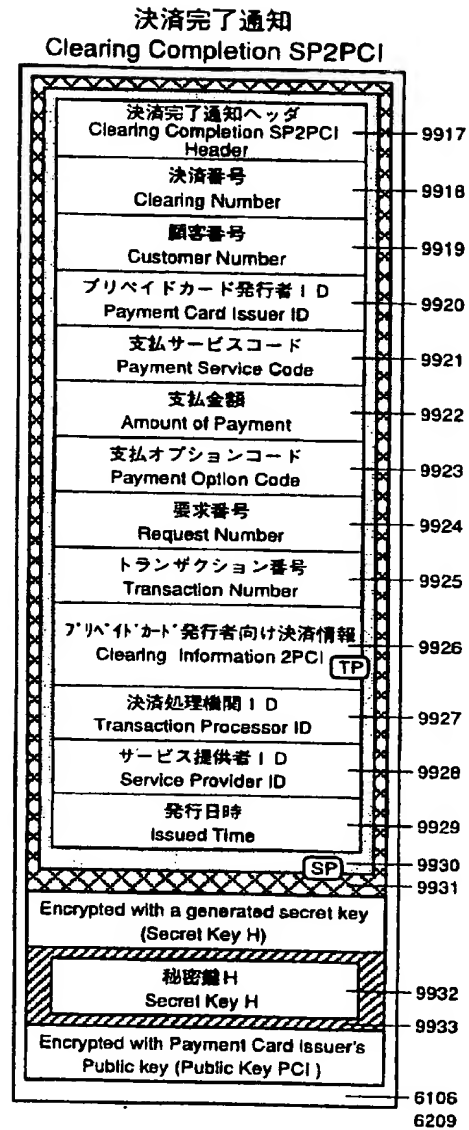 決済完了通知
Clearing Completion SP2PCI
決済完了通知ヘッダ
Clearing Completion SP2PCI
Header
9917
決済番号
Clearing Number
9918
顧客番号
Customer Number
9919
プリペイドカード発行者ID
Payment Card Issuer ID
9920
支払サービスコード
Payment Service Code
9921
支払金額
Amount of Payment
9922
支払オプションコード
Payment Option Code
9923
要求番号
Request Number
9924
トランザクション番号
Transaction Number
9925
プリペイドカード発行者向け決済情報
Clearing Information 2PCI
TP
9926
決済処理機関ID
Transaction Processor ID
9927
サービス提供者ID
Service Provider ID
9928
発行日時
Issued Time
9929
SP
9930
9931
Encrypted with a generated secret key
(Secret Key H)
秘密鍵H
Secret Key H
9932
9933
Encrypted with Payment Card Issuer's
Public key (Public Key PCI )
6106
6209